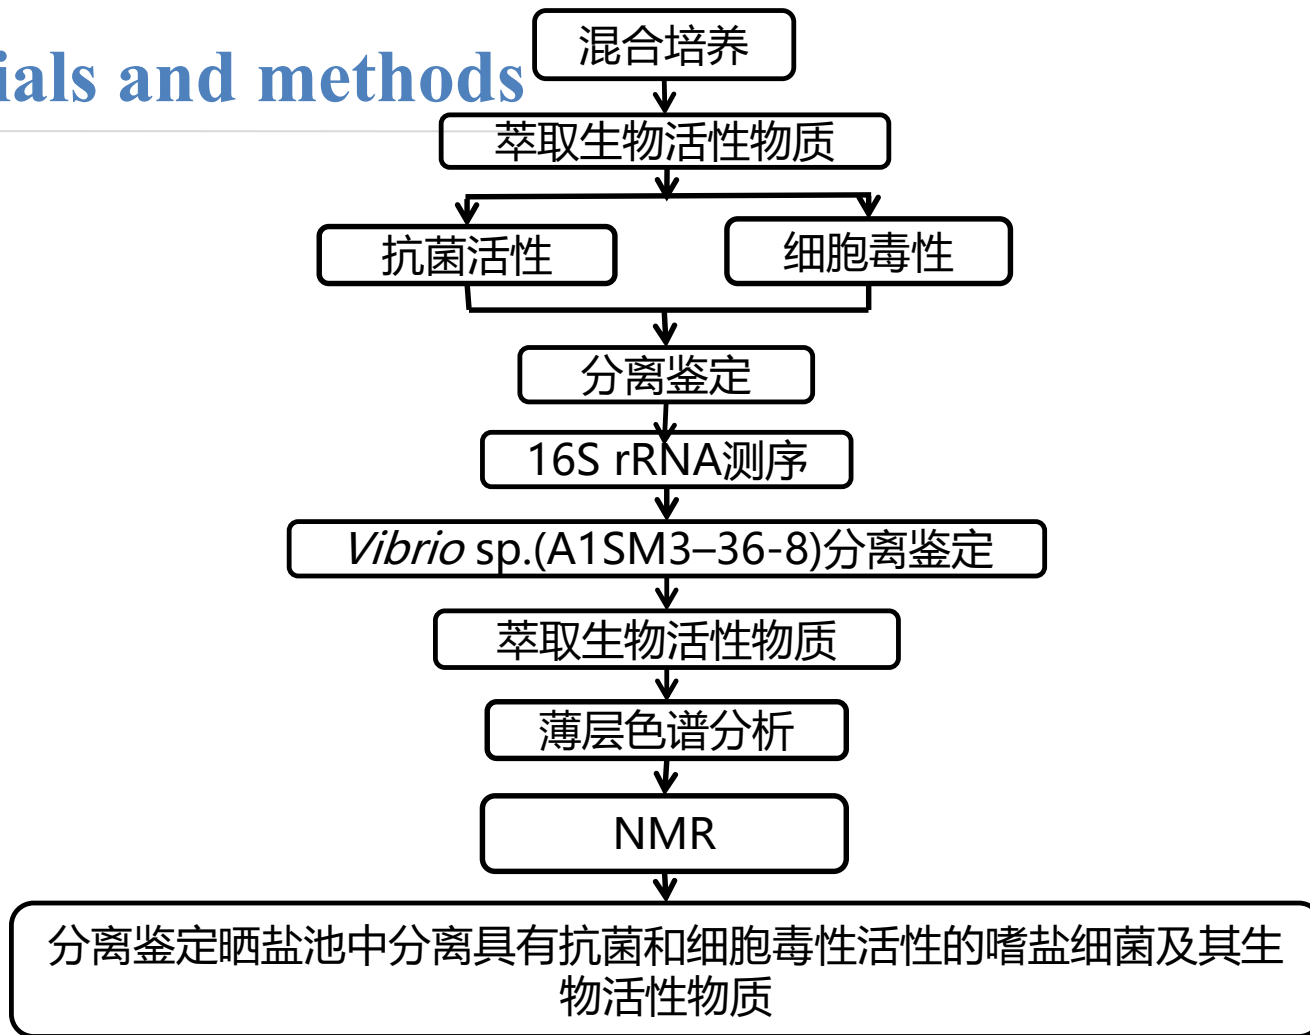 混合培养
ials and methods
萃取生物活性物质
抗菌活性
细胞毒性
分离鉴定
16S rRNA测序
Vibrio sp.(A1SM3–36-8)分离鉴定
萃取生物活性物质
薄层色谱分析
NMR
分离鉴定晒盐池中分离具有抗菌和细胞毒性活性的嗜盐细菌及其生
物活性物质